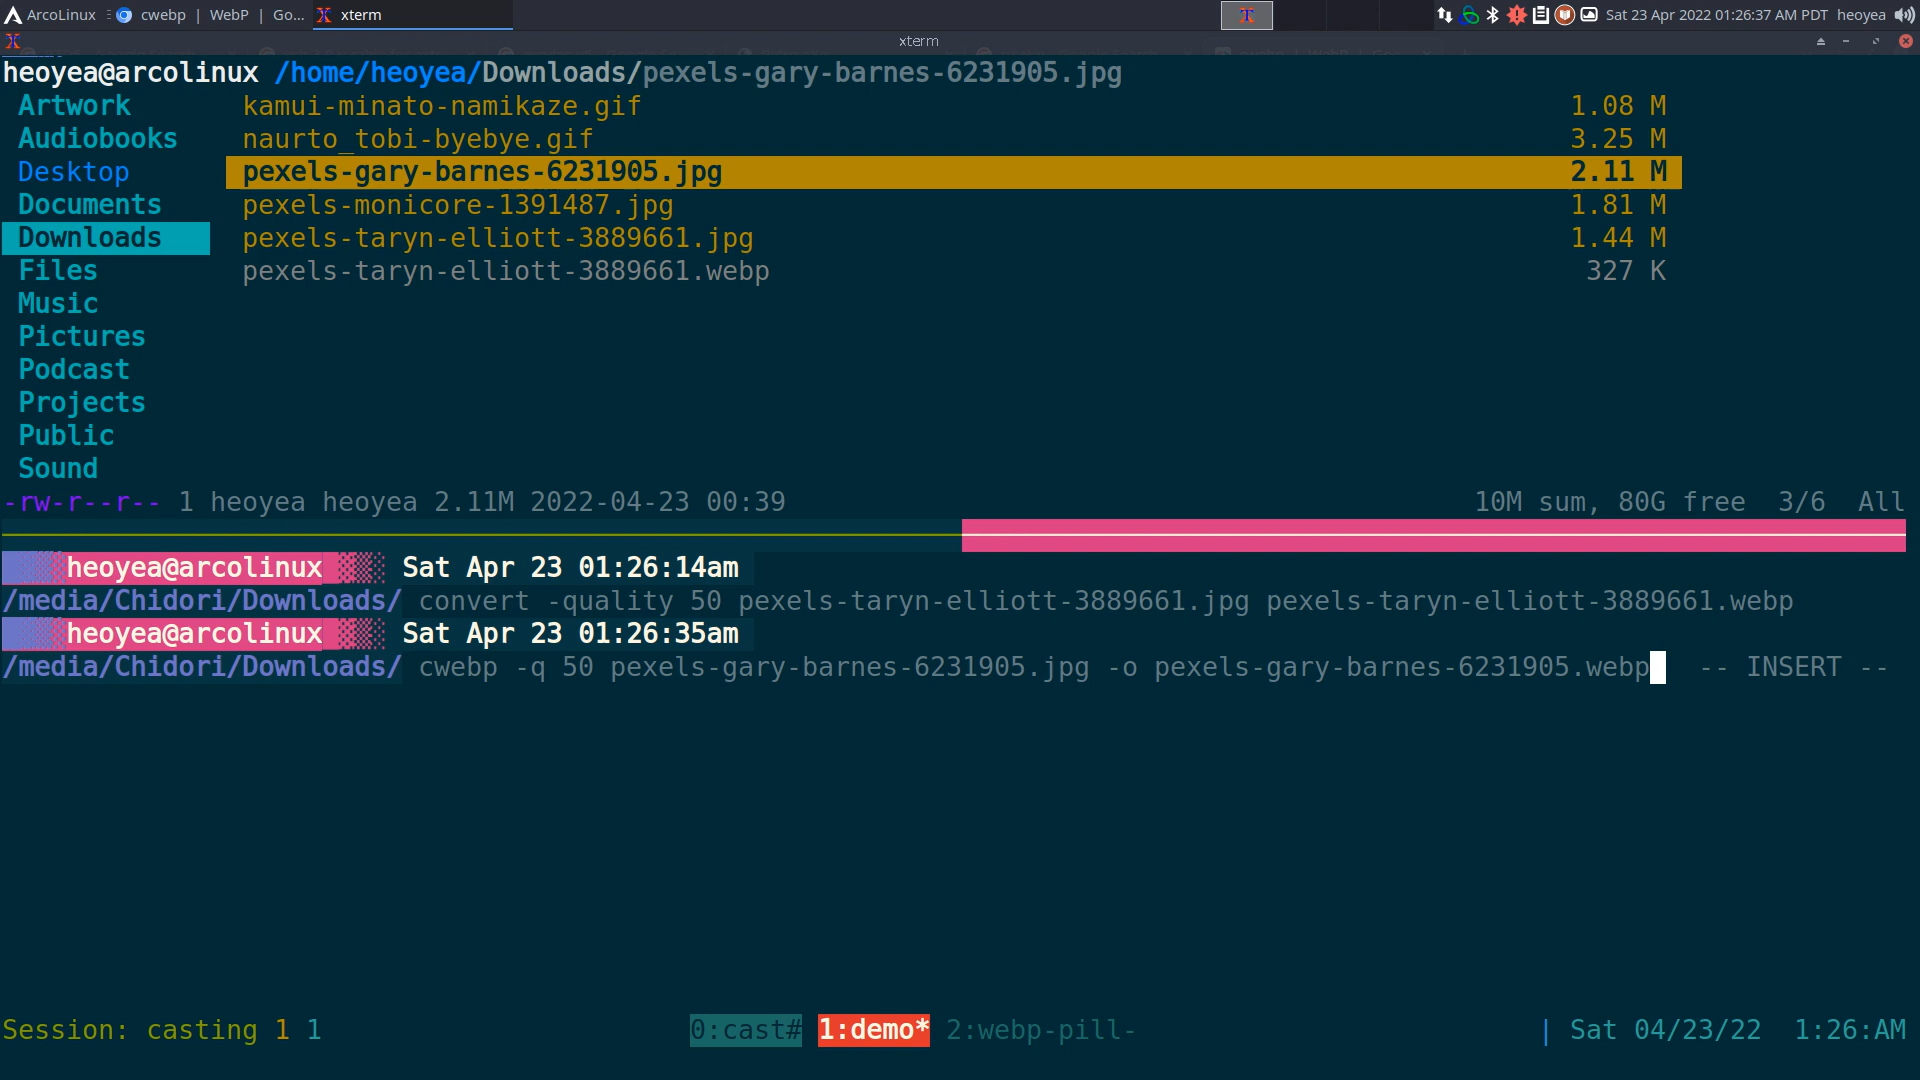 ArcoLinux cwebp | WebP | Go... xterm Sat 23 Apr 2022 01:26:37 AM PDT heoyea
xterm
heoyea@arcolinux /home/heoyea/Downloads/pexels-gary-barnes-6231905.jpg
Artwork kamui-minato-namikaze.gif 1.08 M
Audiobooks naurto_tobi-byebye.gif 3.25 M
Desktop pexels-gary-barnes-6231905.jpg 2.11 M
Documents pexels-monicore-1391487.jpg 1.81 M
Downloads pexels-taryn-elliott-3889661.jpg 1.44 M
Files pexels-taryn-elliott-3889661.webp 327 K
Music
Pictures
Podcast
Projects
Public
Sound
-rw-r--r-- 1 heoyea heoyea 2.11M 2022-04-23 00:39 10M sum, 80G free 3/6 All
heoyea@arcolinux Sat Apr 23 01:26:14am
/media/Chidori/Downloads/ convert -quality 50 pexels-taryn-elliott-3889661.jpg pexels-taryn-elliott-3889661.webp
heoyea@arcolinux Sat Apr 23 01:26:35am
/media/Chidori/Downloads/ cwebp -q 50 pexels-gary-barnes-6231905.jpg -o pexels-gary-barnes-6231905.webp -- INSERT --
Session: casting 1 1 0:cast# 1:demo* 2:webp-pill- | Sat 04/23/22 1:26:AM